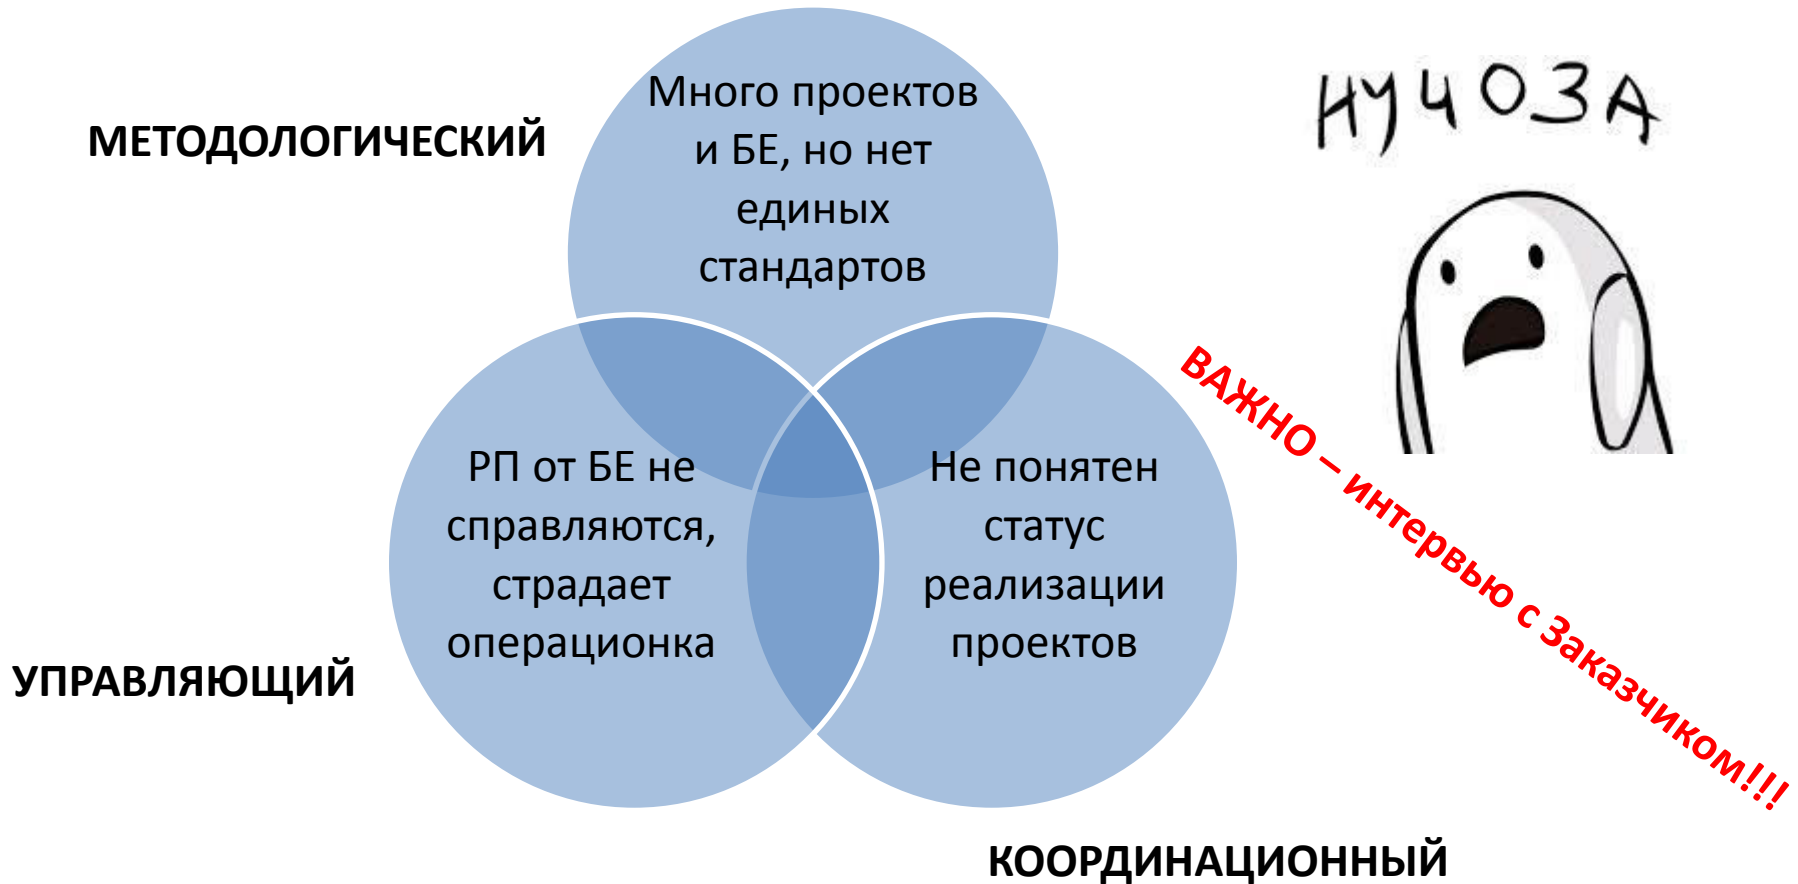 МЕТОДОЛОГИЧЕСКИЙ
Много проектов
и БЕ, но нет
единых
стандартов
НУЧОЗА
РП от БЕ не
справляются,
страдает
операционка
УПРАВЛЯЮЩИЙ
Не понятен
статус
реализации
проектов
КООРДИНАЦИОННЫЙ
ВАЖНО – интервью с Заказчиком!!!